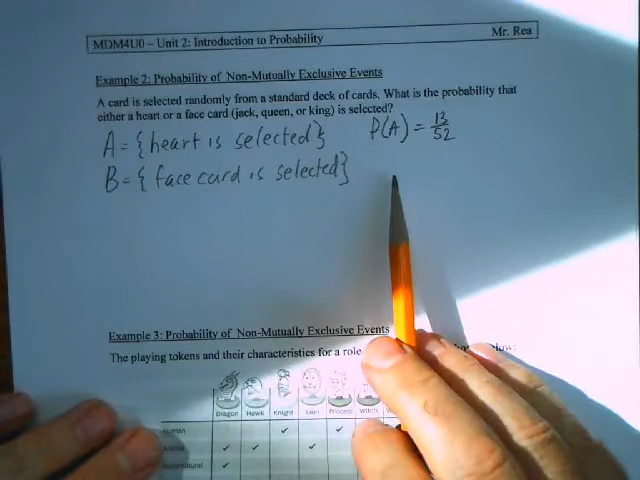 MDM4U0 – Unit 2: Introduction to Probability Mr. Rea
Example 2: Probability of Non-Mutually Exclusive Events
A card is selected randomly from a standard deck of cards. What is the probability that
either a heart or a face card (jack, queen, or king) is selected?
A = {heart is selected} P(A) = 13/52
B = {face card is selected}
Example 3: Probability of Non-Mutually Exclusive Events
The playing tokens and their characteristics for a role
Dragon Hawk Knight Lion Princess Witch
Human